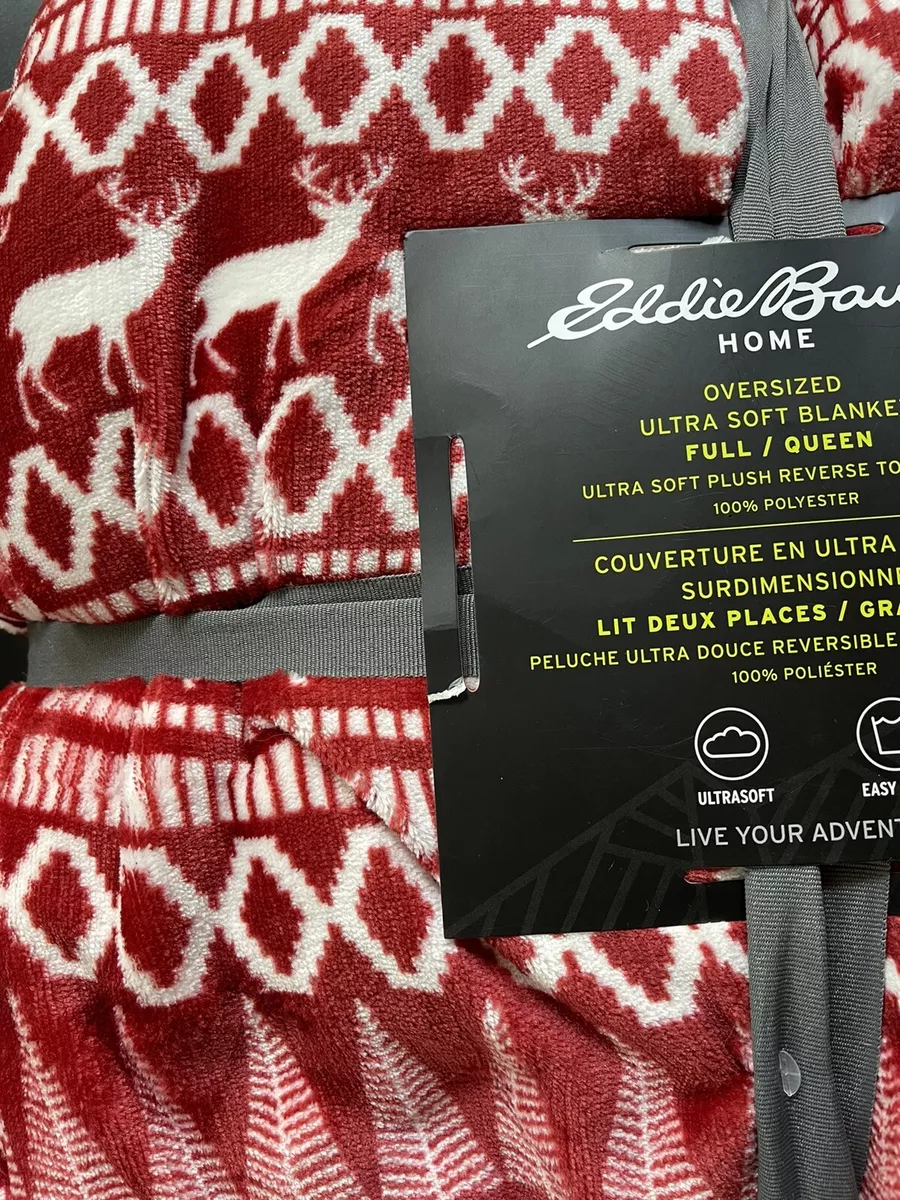 Eddie Bau
HOME
OVERSIZED
ULTRA SOFT BLANKE
FULL / QUEEN
ULTRA SOFT PLUSH REVERSE TO
100% POLYESTER
COUVERTURE EN ULTRA
SURDIMENSIONN
LIT DEUX PLACES / GRA
PELUCHE ULTRA DOUCE REVERSIBLE
100% POLIÉSTER
ULTRASOFT
EASY
LIVE YOUR ADVENT